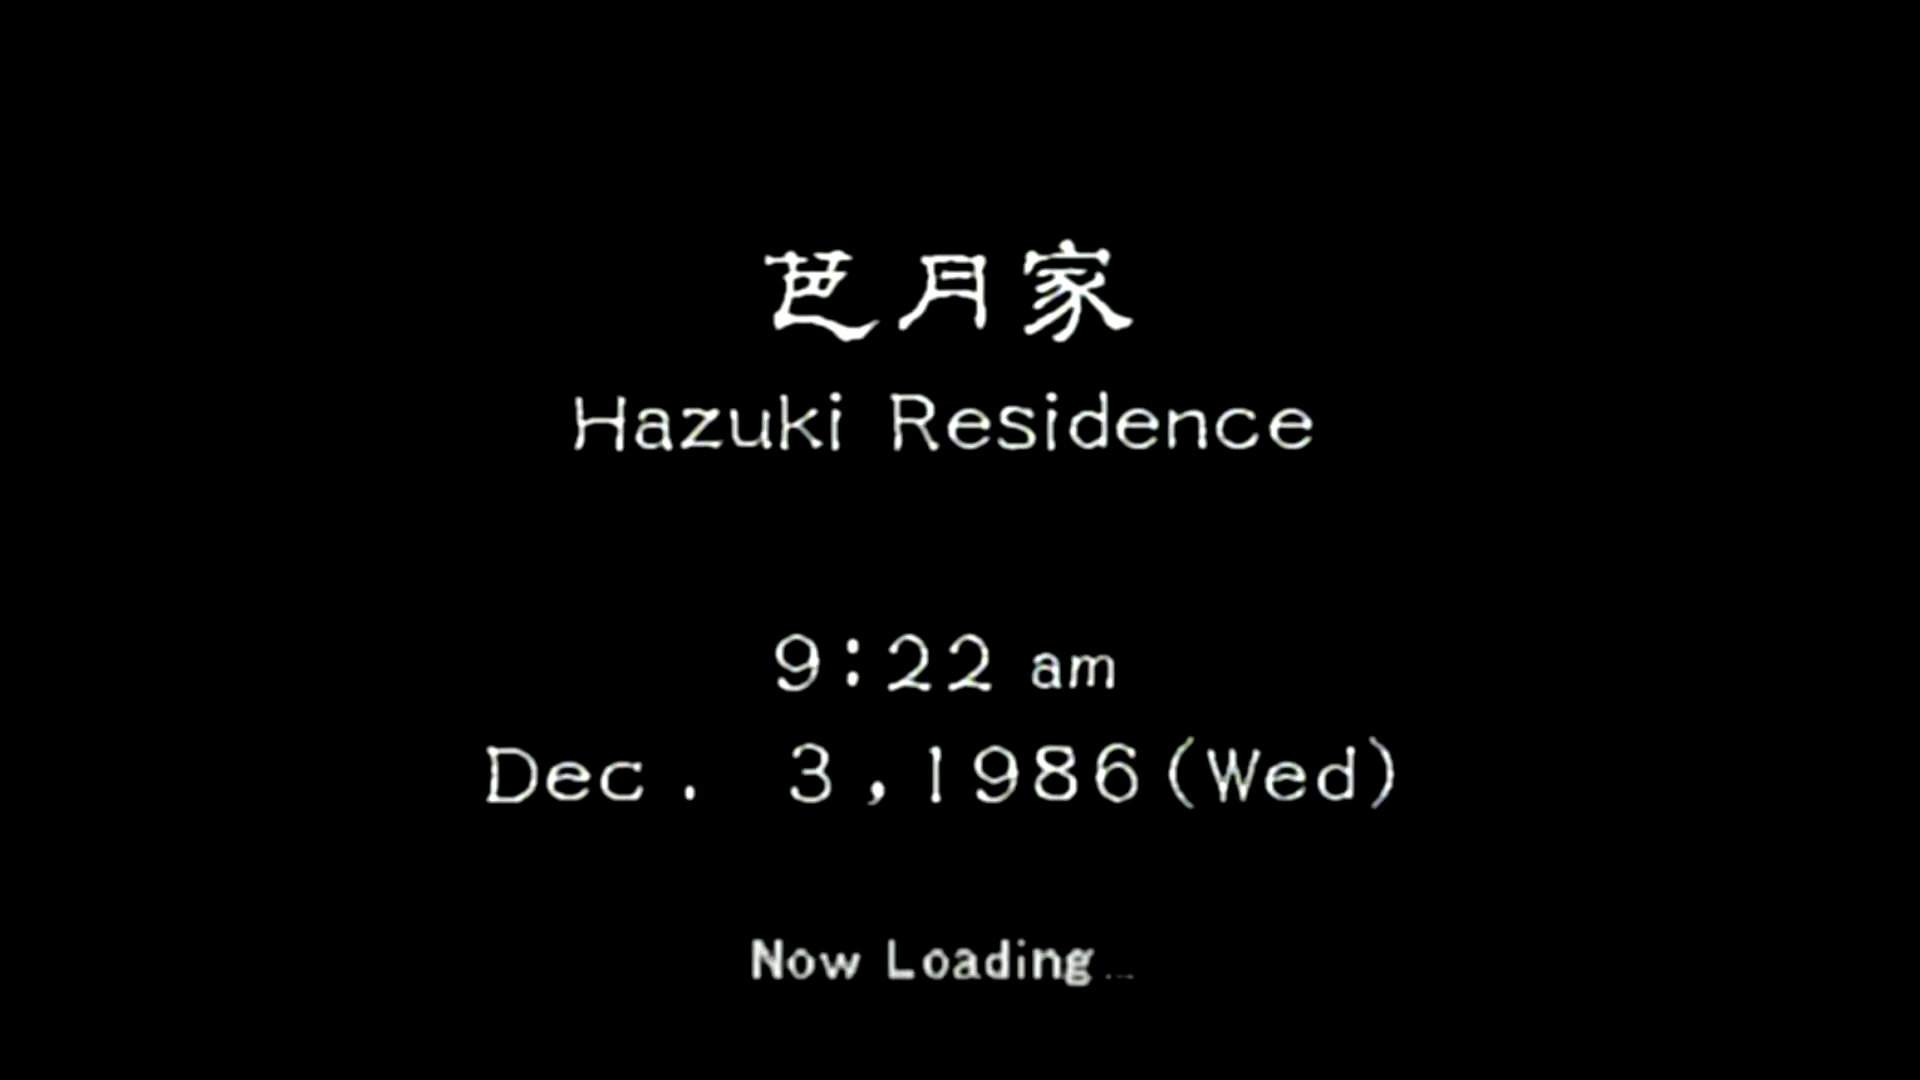 芭月家
Hazuki Residence
9:22 am
Dec. 3,1986(Wed)
Now Loading...